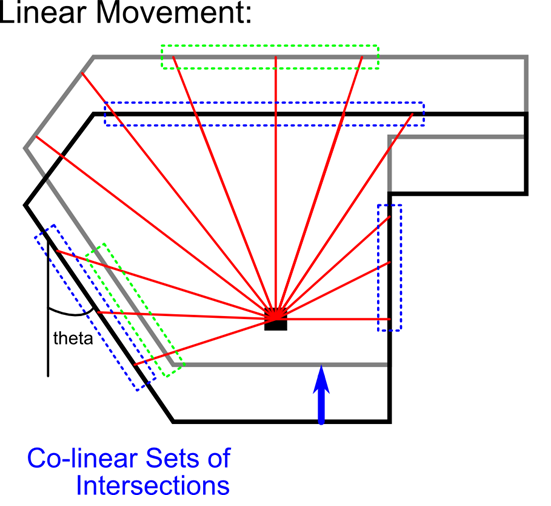 Linear Movement:
theta
Co-linear Sets of
Intersections